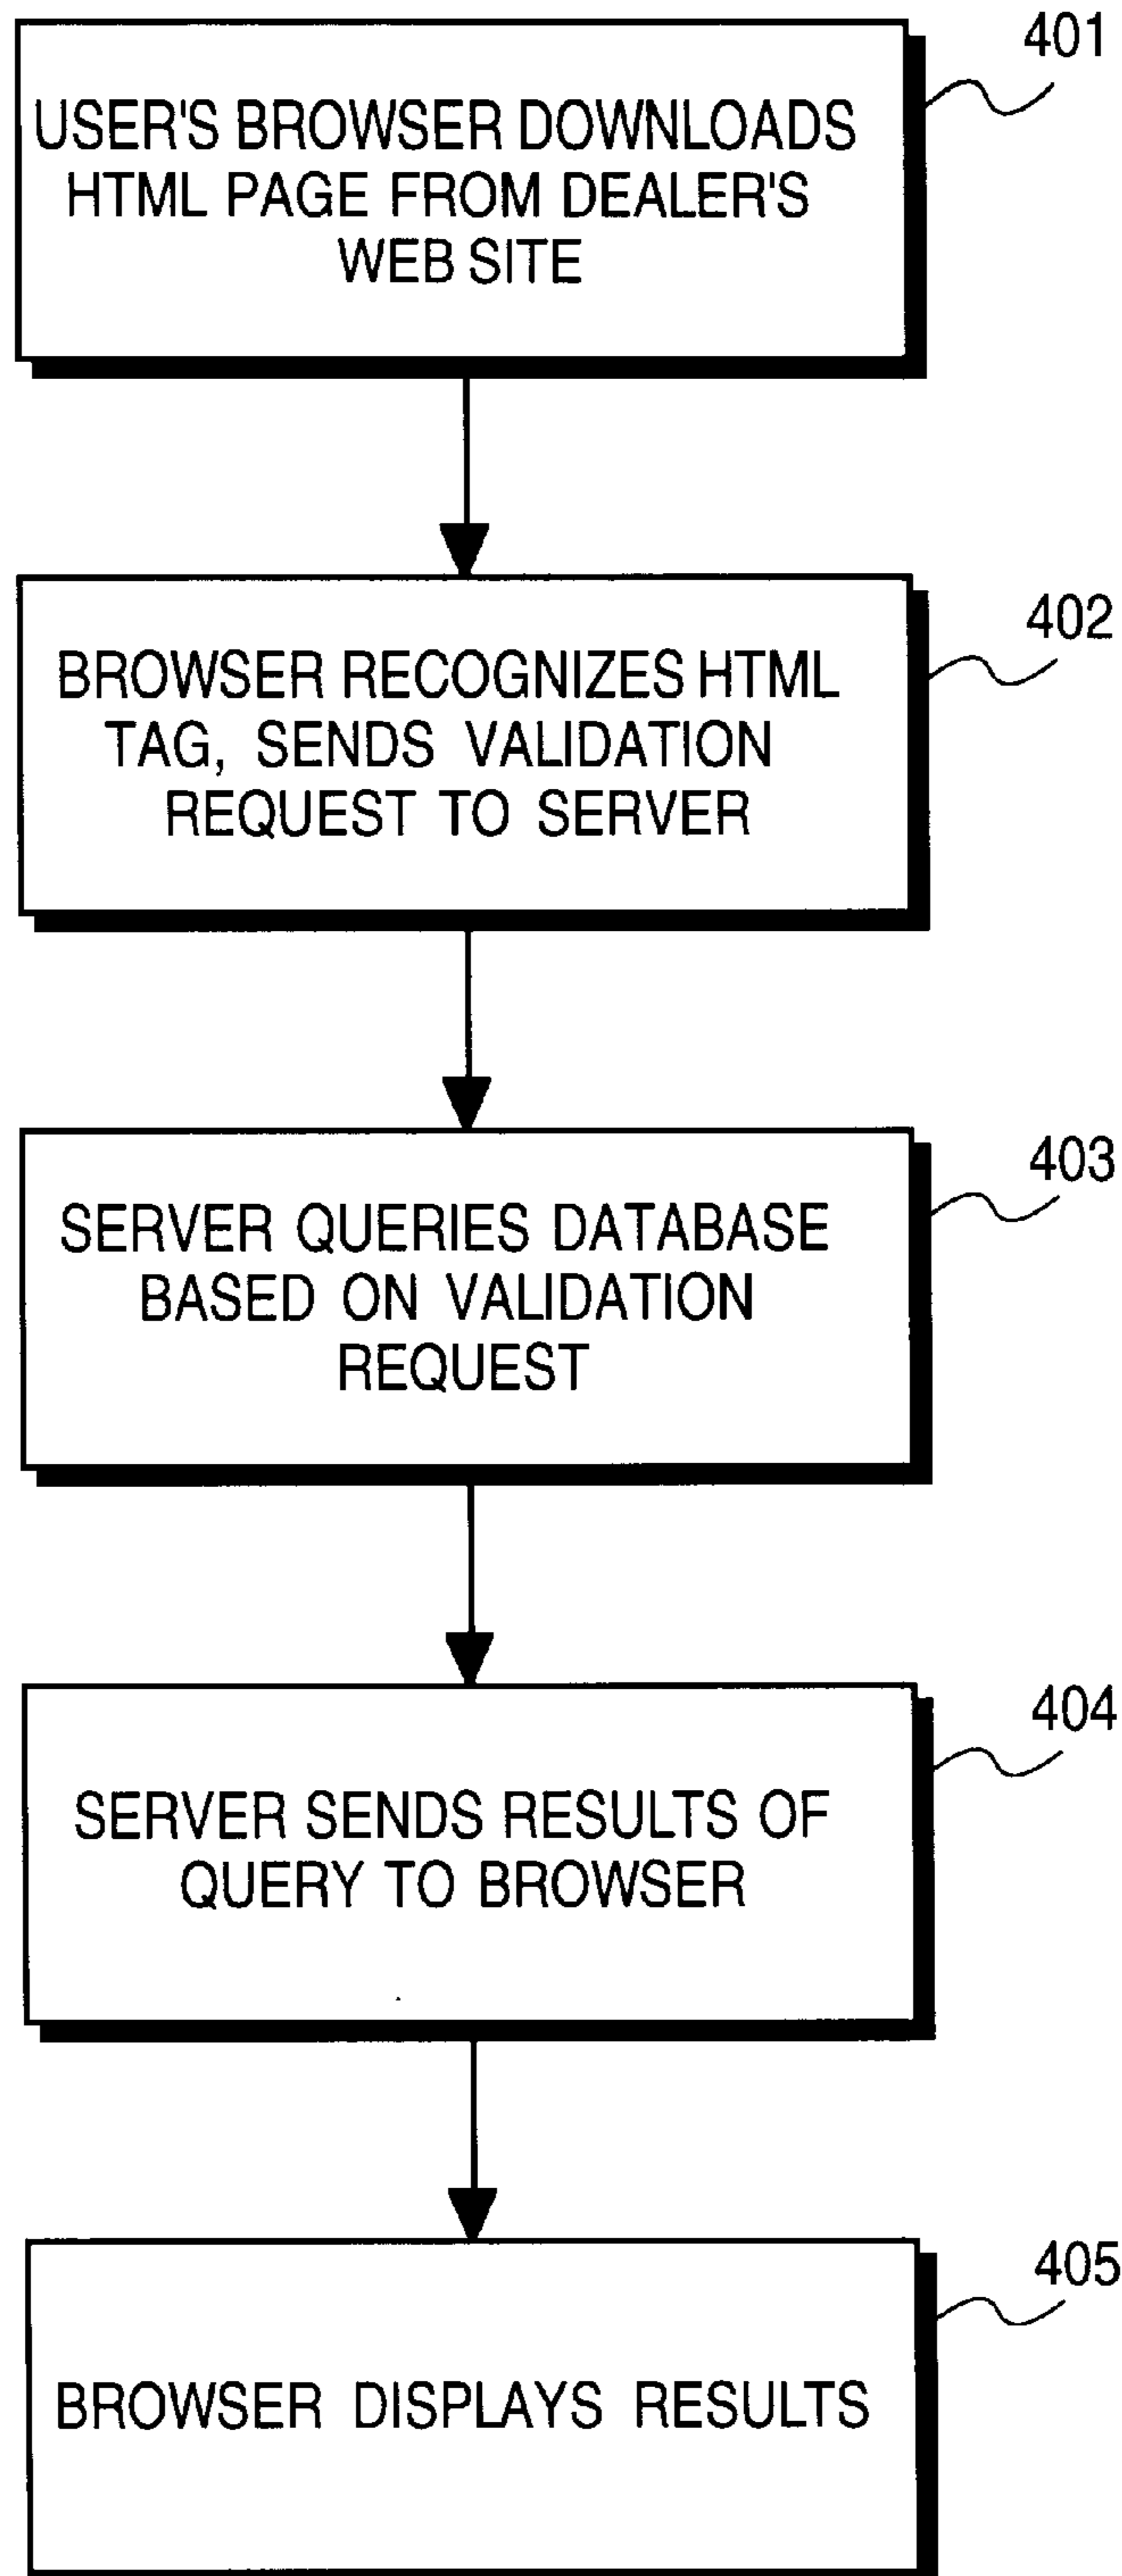 401
USER'S BROWSER DOWNLOADS
HTML PAGE FROM DEALER'S
WEB SITE
402
BROWSER RECOGNIZES HTML
TAG, SENDS VALIDATION
REQUEST TO SERVER
403
SERVER QUERIES DATABASE
BASED ON VALIDATION
REQUEST
404
SERVER SENDS RESULTS OF
QUERY TO BROWSER
405
BROWSER DISPLAYS RESULTS